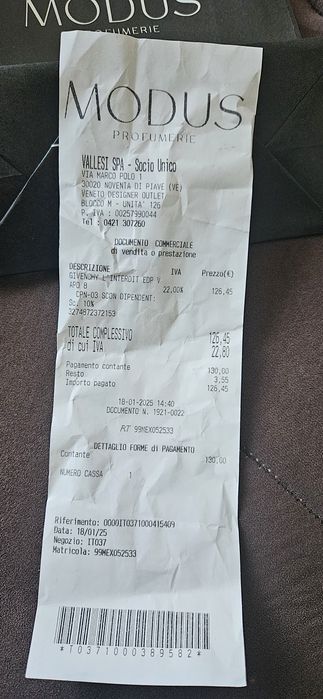 MODUS
PROFUMERIE
MODUS
PROFUMERIE
VALLESI SPA - Socio Unico
VIA MARCO POLO 1
30020 NOVENTA DI PIAVE (VE)
VENETO DESIGNER OUTLET
BLOCCO M - UNITA' 126
P. IVA : 00257990044
Tel : 0421 307260
DOCUMENTO COMMERCIALE
di vendita o prestazione
DESCRIZIONE IVA Prezzo(€)
GIVENCHY L'INTERDIT EDP V
APO 8 22,00% 126,45
CPN-03 SCON DIPENDENT:
Sc. 10%
3274872372153
TOTALE COMPLESSIVO 126,45
di cui IVA 22,80
Pagamento contante 130,00
Resto 3,55
Importo pagato 126,45
18-01-2025 14:40
DOCUMENTO N. 1921-0022
RT 99MEX052533
DETTAGLIO FORME di PAGAMENTO
Contante 130,00
NUMERO CASSA 1
Riferimento: 0000IT0371000415409
Data: 18/01/25
Negozio: IT037
Matricola: 99MEX052533
*T0371000389582*